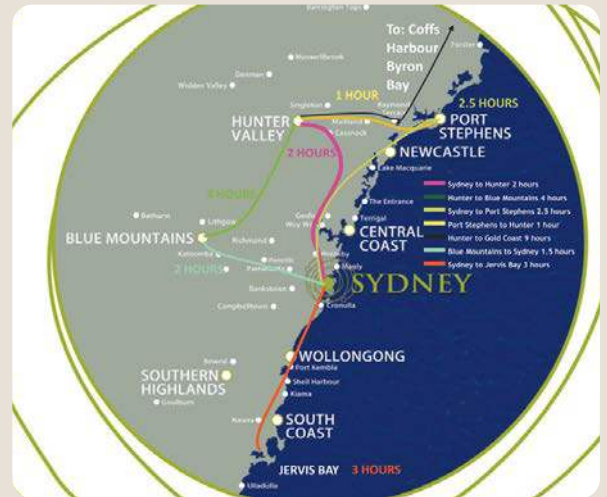 Barrington Tops
To: Coffs
Harbour
Byron
Bay
Forster
Muswellbrook
Denman
Widden Valley
1 HOUR
2.5 HOURS
Singleton
Raymond
Terrace
HUNTER
VALLEY
Maitland
Cessnock
PORT
STEPHENS
NEWCASTLE
2 HOURS
Lake Macquarie
4 HOURS
Sydney to Hunter 2 hours
Hunter to Blue Mountains 4 hours
Sydney to Port Stephens 2.5 hours
Port Stephens to Hunter 1 hour
Hunter to Gold Coast 9 hours
Blue Mountains to Sydney 1.5 hours
Sydney to Jervis Bay 3 hours
The Entrance
Bathurst
Lithgow
Gosford
Woy Woy
Terrigal
CENTRAL
COAST
BLUE MOUNTAINS
Richmond
Katoomba
Penrith
Hornsby
Manly
2 HOURS
Parramatta
SYDNEY
Bankstown
Campbelltown
Cronulla
WOLLONGONG
Port Kembla
Bowral
SOUTHERN
HIGHLANDS
Shell Harbour
Kiama
Goulburn
Nowra
SOUTH
COAST
JERVIS BAY 3 HOURS
Ulladulla